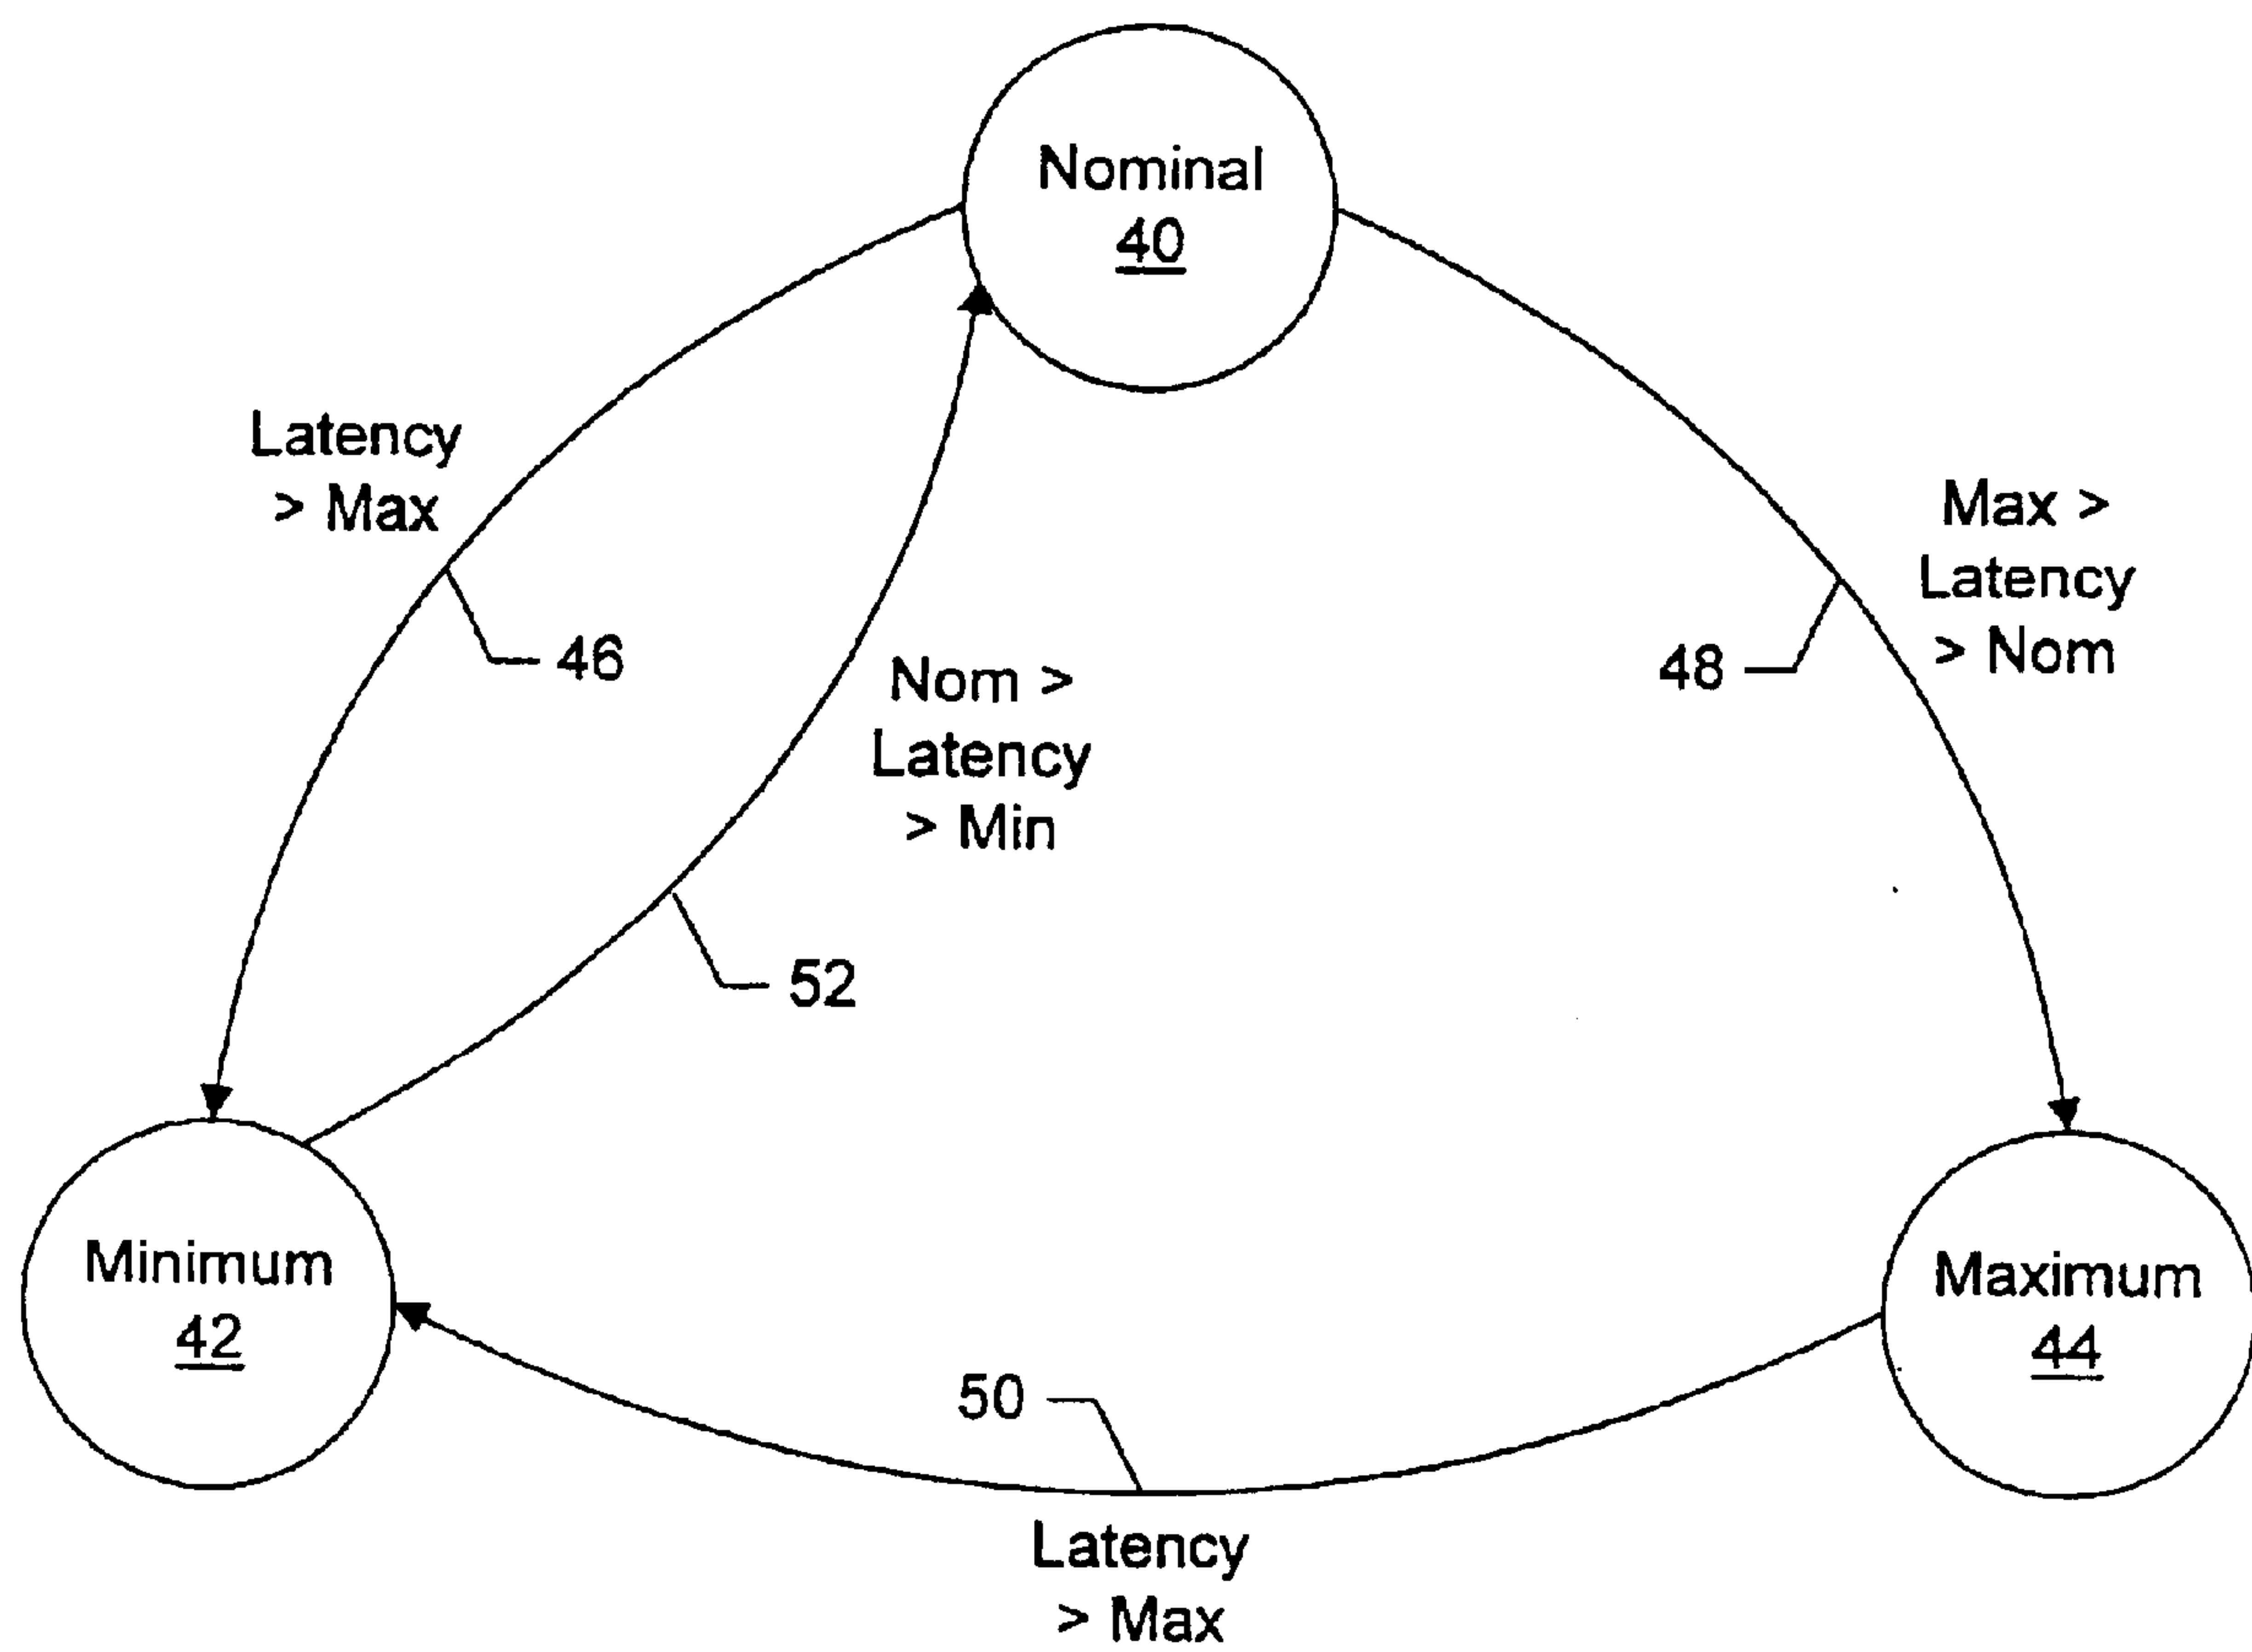 Nominal
40
Latency
> Max
46
Max >
Latency
> Nom
48
Nom >
Latency
> Min
52
Minimum
42
Maximum
44
50
Latency
> Max